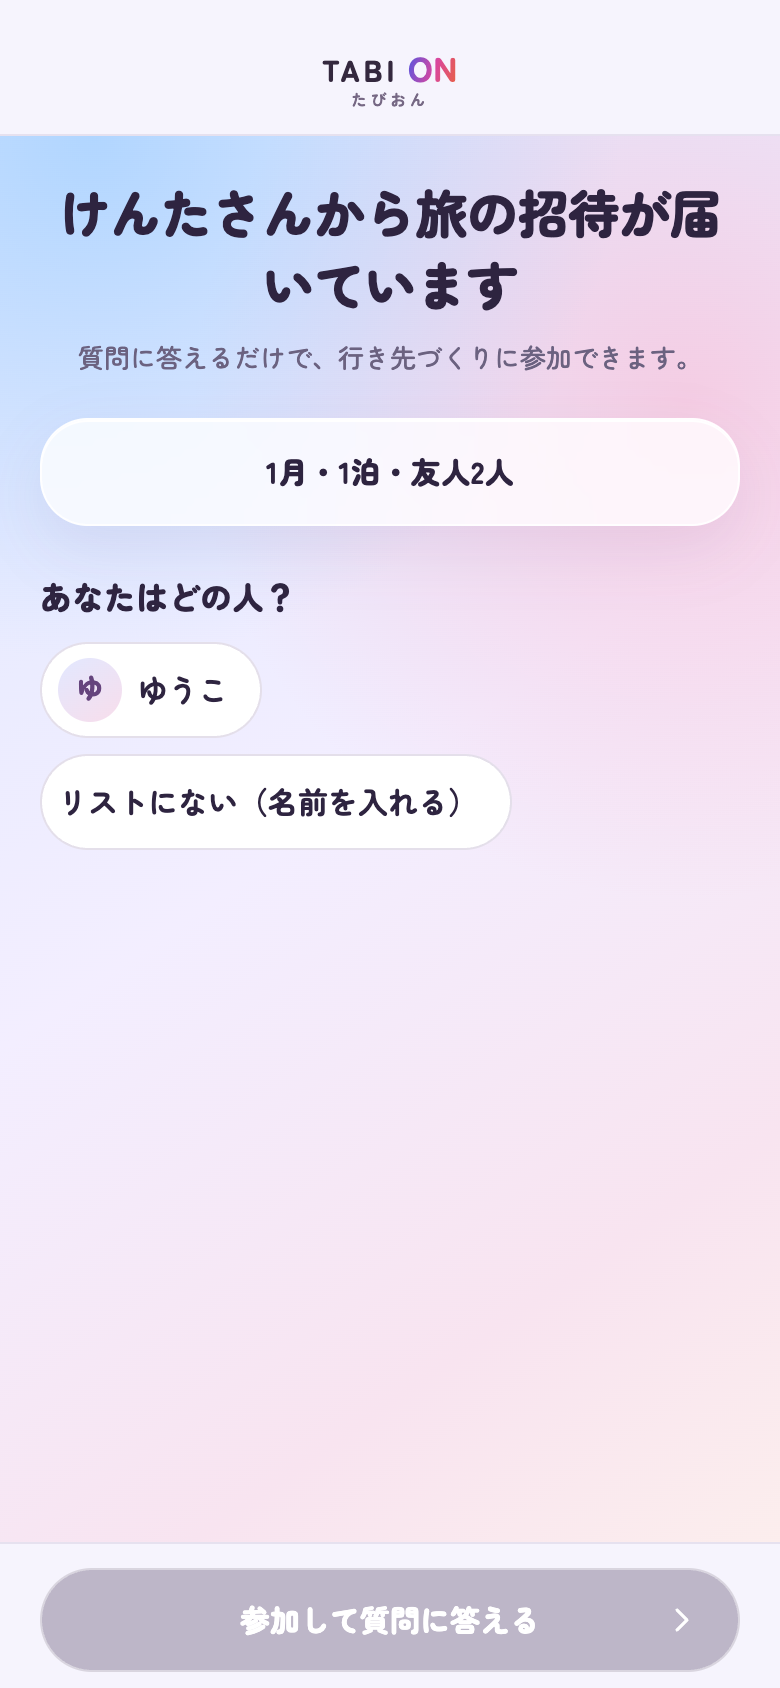 TABI ON
たびおん
けんたさんから旅の招待が届
いています
質問に答えるだけで、行き先づくりに参加できます。
1月・1泊・友人2人
あなたはどの人？
ゆ ゆうこ
リストにない（名前を入れる）
参加して質問に答える